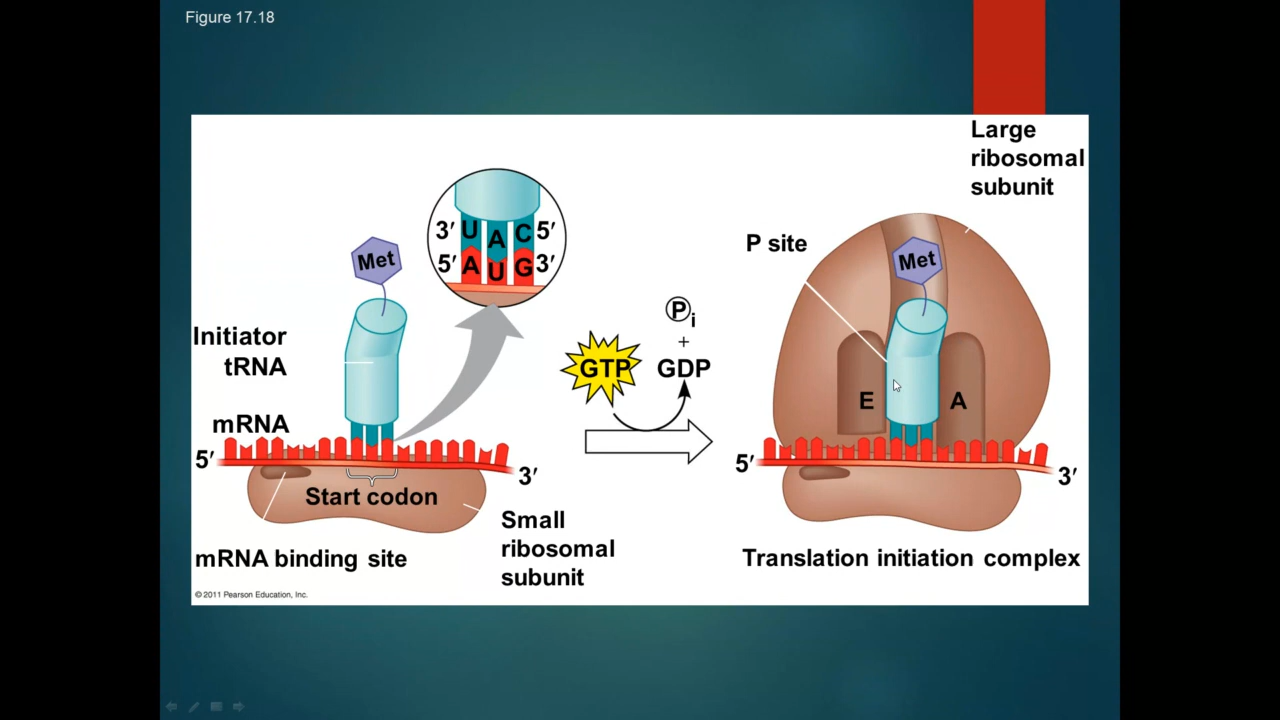 Figure 17.18
Large
ribosomal
subunit
3′ U A C 5′
5′ A U G 3′
P site
Met
Met
Initiator
tRNA
P i
+
GTP
GDP
mRNA
E
A
5′
3′
5′
3′
Start codon
Small
ribosomal
subunit
mRNA binding site
Translation initiation complex
© 2011 Pearson Education, Inc.